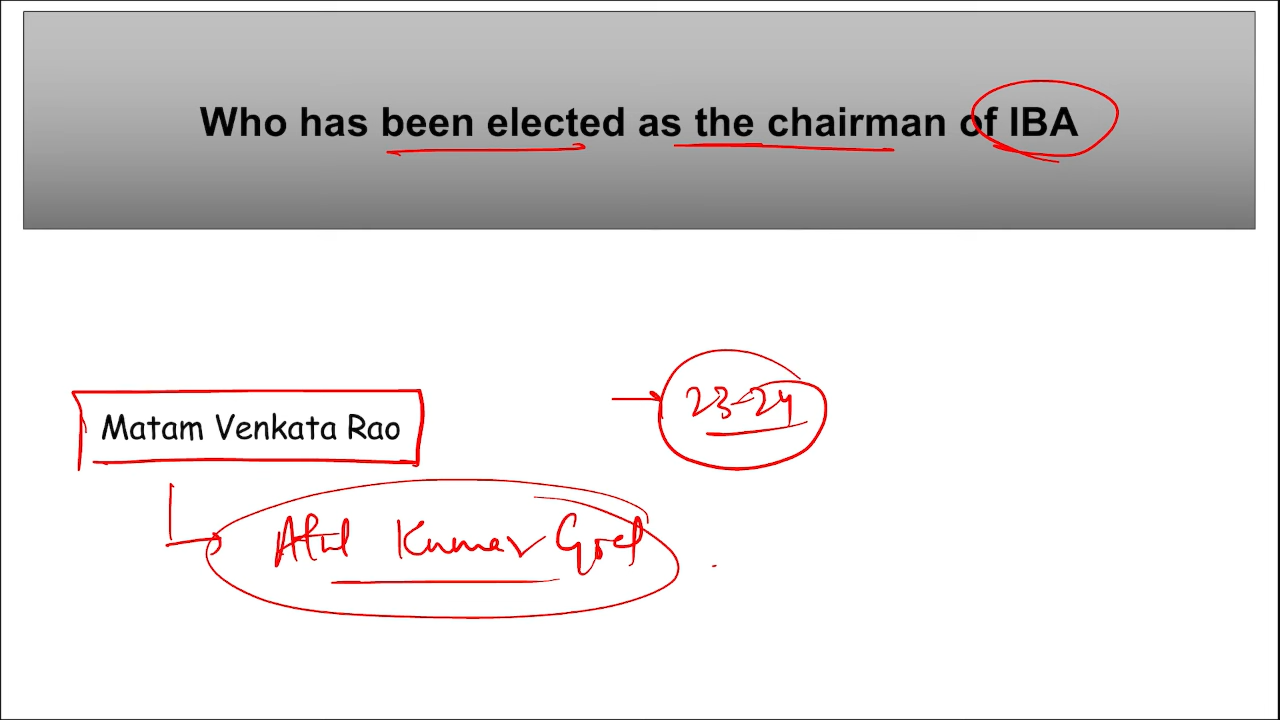 Who has been elected as the chairman of IBA
23-24
Matam Venkata Rao
Atul Kumar Goel